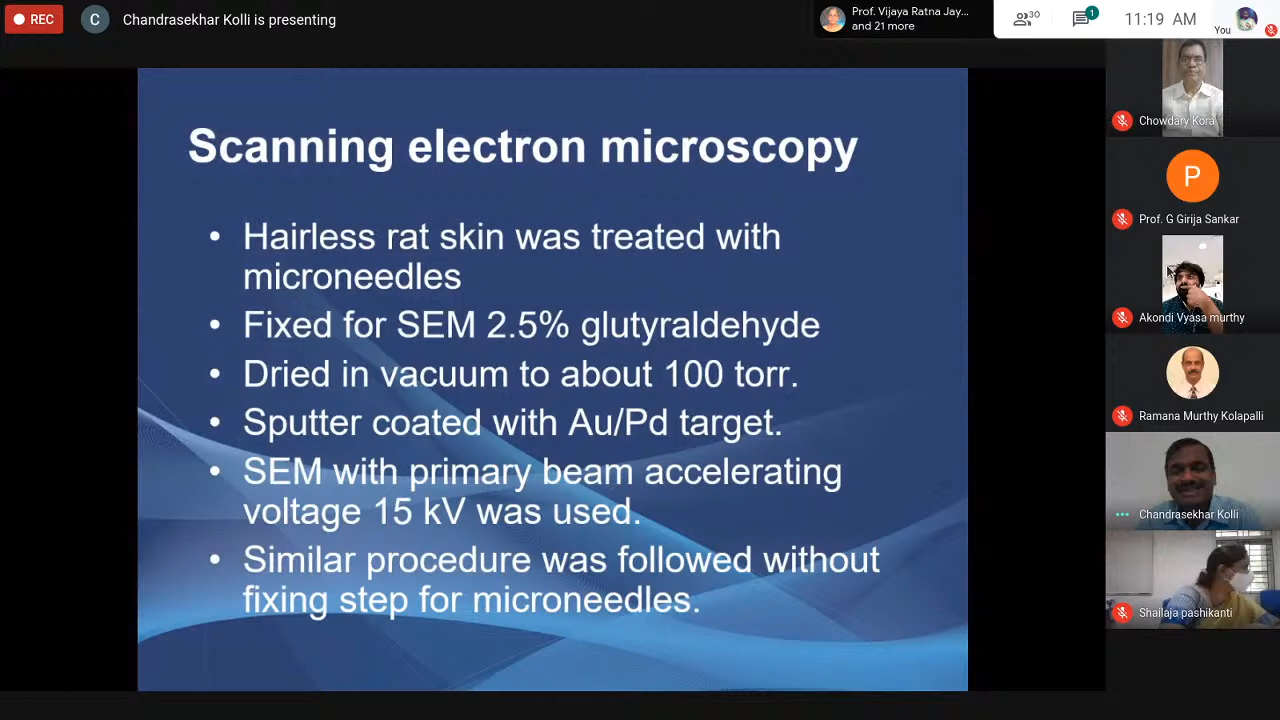 REC
C
Chandrasekhar Kolli is presenting
Prof. Vijaya Ratna Jay...
and 21 more
30
1
11:19 AM
You
Scanning electron microscopy
• Hairless rat skin was treated with
microneedles
• Fixed for SEM 2.5% glutyraldehyde
• Dried in vacuum to about 100 torr.
• Sputter coated with Au/Pd target.
• SEM with primary beam accelerating
voltage 15 kV was used.
• Similar procedure was followed without
fixing step for microneedles.
Chowdary Kora
P
Prof. G Girija Sankar
Akondi Vyasa murthy
Ramana Murthy Kolapalli
Chandrasekhar Kolli
Shailaja pashikanti